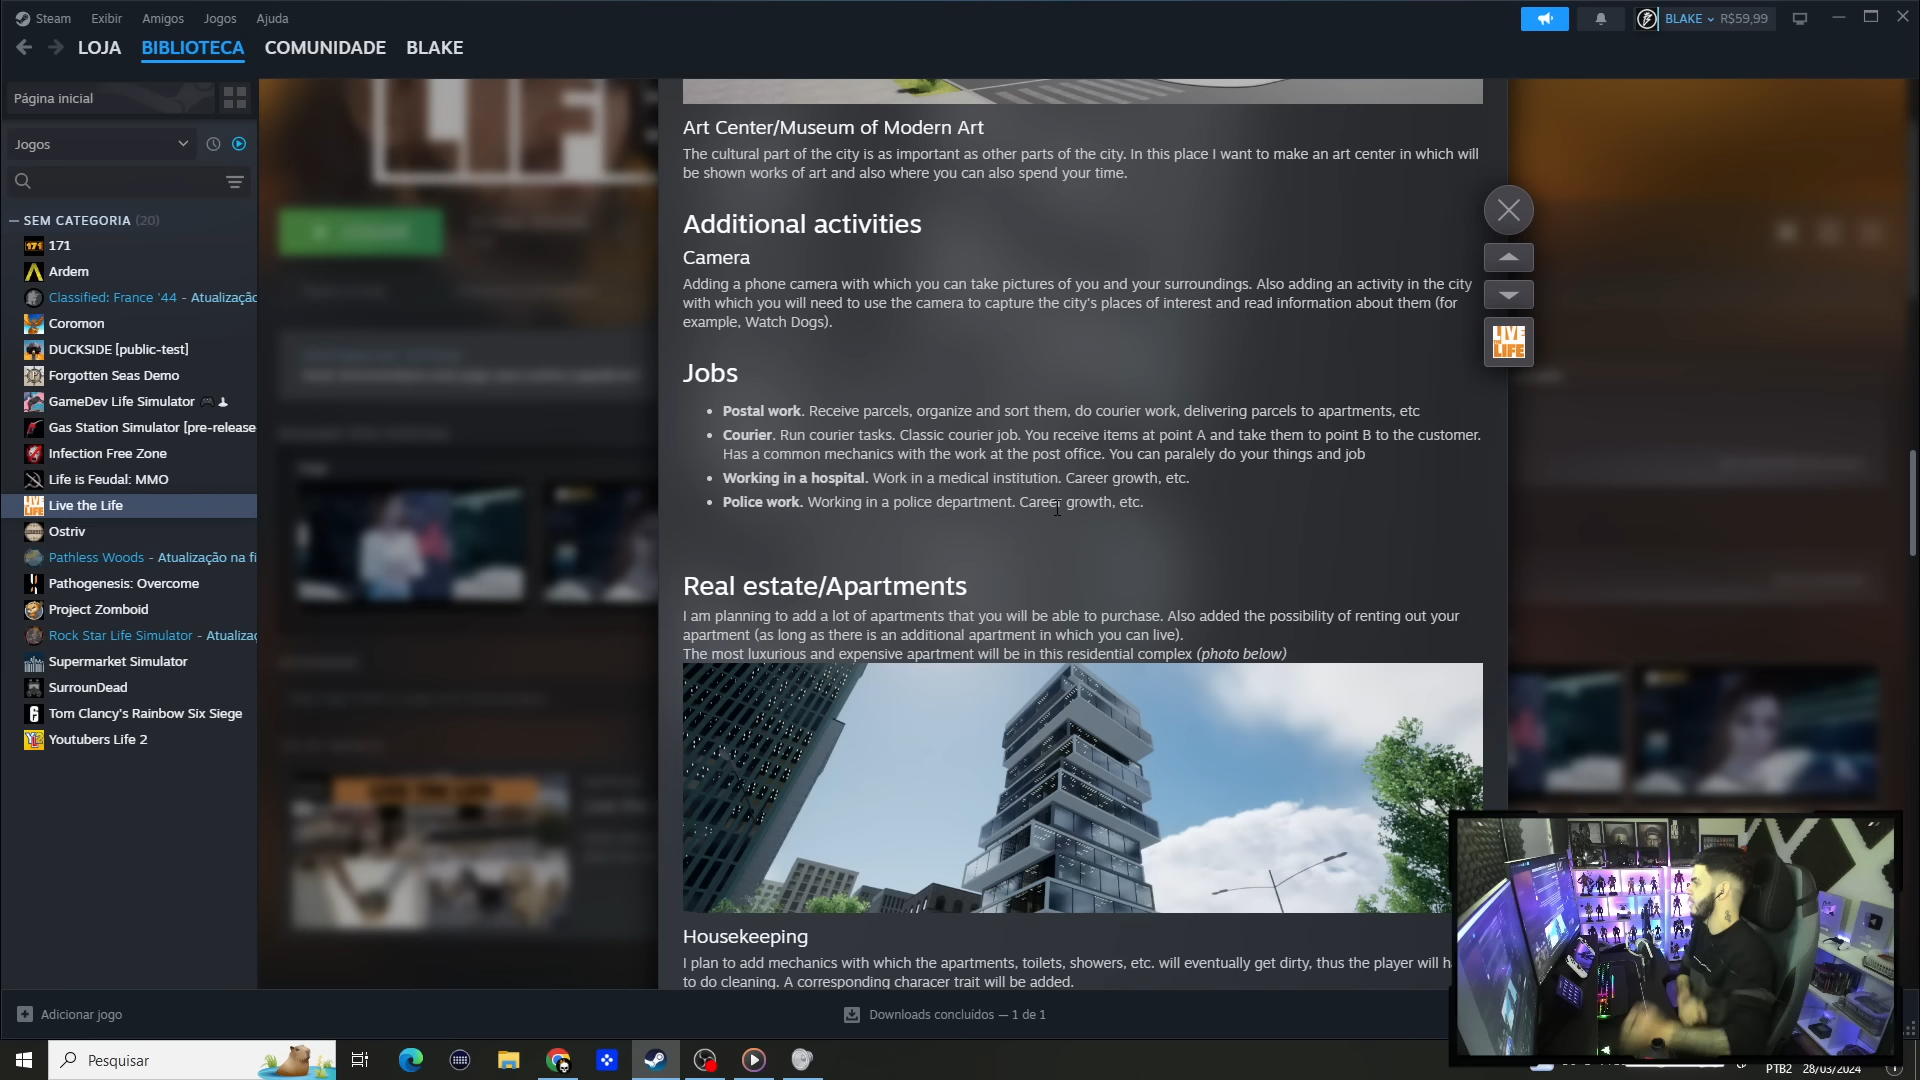 Steam Exibir Amigos Jogos Ajuda
BLAKE R$59,99
LOJA BIBLIOTECA COMUNIDADE BLAKE
Página inicial
Jogos
SEM CATEGORIA (20)
171
Ardem
Classified: France '44 - Atualização
Coromon
DUCKSIDE [public-test]
Forgotten Seas Demo
GameDev Life Simulator
Gas Station Simulator [pre-release
Infection Free Zone
Life is Feudal: MMO
Live the Life
Ostriv
Pathless Woods - Atualização na fi
Pathogenesis: Overcome
Project Zomboid
Rock Star Life Simulator - Atualizaç
Supermarket Simulator
SurrounDead
Tom Clancy's Rainbow Six Siege
Youtubers Life 2
Art Center/Museum of Modern Art
The cultural part of the city is as important as other parts of the city. In this place I want to make an art center in which will
be shown works of art and also where you can also spend your time.
Additional activities
Camera
Adding a phone camera with which you can take pictures of you and your surroundings. Also adding an activity in the city
with which you will need to use the camera to capture the city's places of interest and read information about them (for
example, Watch Dogs).
Jobs
• Postal work. Receive parcels, organize and sort them, do courier work, delivering parcels to apartments, etc
• Courier. Run courier tasks. Classic courier job. You receive items at point A and take them to point B to the customer.
Has a common mechanics with the work at the post office. You can paralely do your things and job
• Working in a hospital. Work in a medical institution. Career growth, etc.
• Police work. Working in a police department. Career growth, etc.
Real estate/Apartments
I am planning to add a lot of apartments that you will be able to purchase. Also added the possibility of renting out your
apartment (as long as there is an additional apartment in which you can live).
The most luxurious and expensive apartment will be in this residential complex (photo below)
Housekeeping
I plan to add mechanics with which the apartments, toilets, showers, etc. will eventually get dirty, thus the player will h
to do cleaning. A corresponding characer trait will be added.
LIVE
LIFE
Adicionar jogo
Downloads concluídos — 1 de 1
Pesquisar
PTB2 28/03/2024